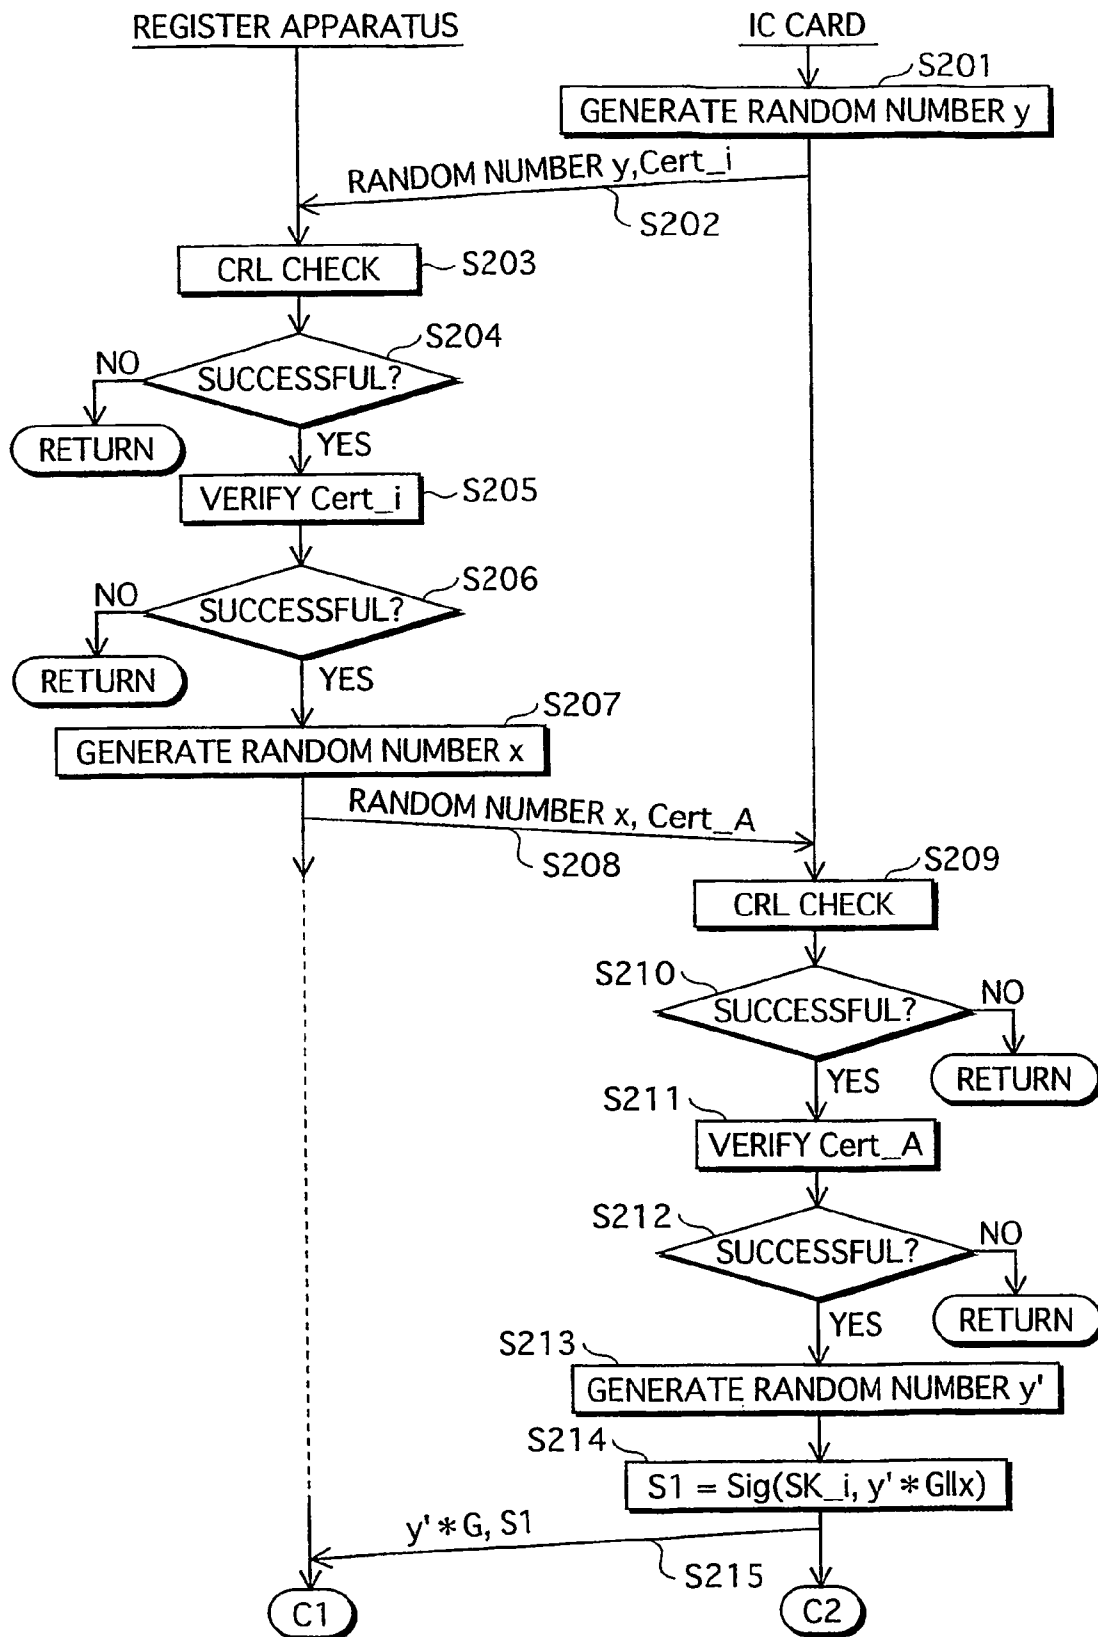 REGISTER APPARATUS
IC CARD
S201
GENERATE RANDOM NUMBER y
RANDOM NUMBER y,Cert_i
S202
CRL CHECK
S203
S204
NO
SUCCESSFUL?
RETURN
YES
VERIFY Cert_i
S205
S206
NO
SUCCESSFUL?
RETURN
YES
S207
GENERATE RANDOM NUMBER x
RANDOM NUMBER x, Cert_A
S208
S209
CRL CHECK
S210
SUCCESSFUL?
NO
YES
RETURN
S211
VERIFY Cert_A
S212
SUCCESSFUL?
NO
YES
RETURN
S213
GENERATE RANDOM NUMBER y'
S214
S1 = Sig(SK_i, y' * G||x)
y' * G, S1
S215
C1
C2